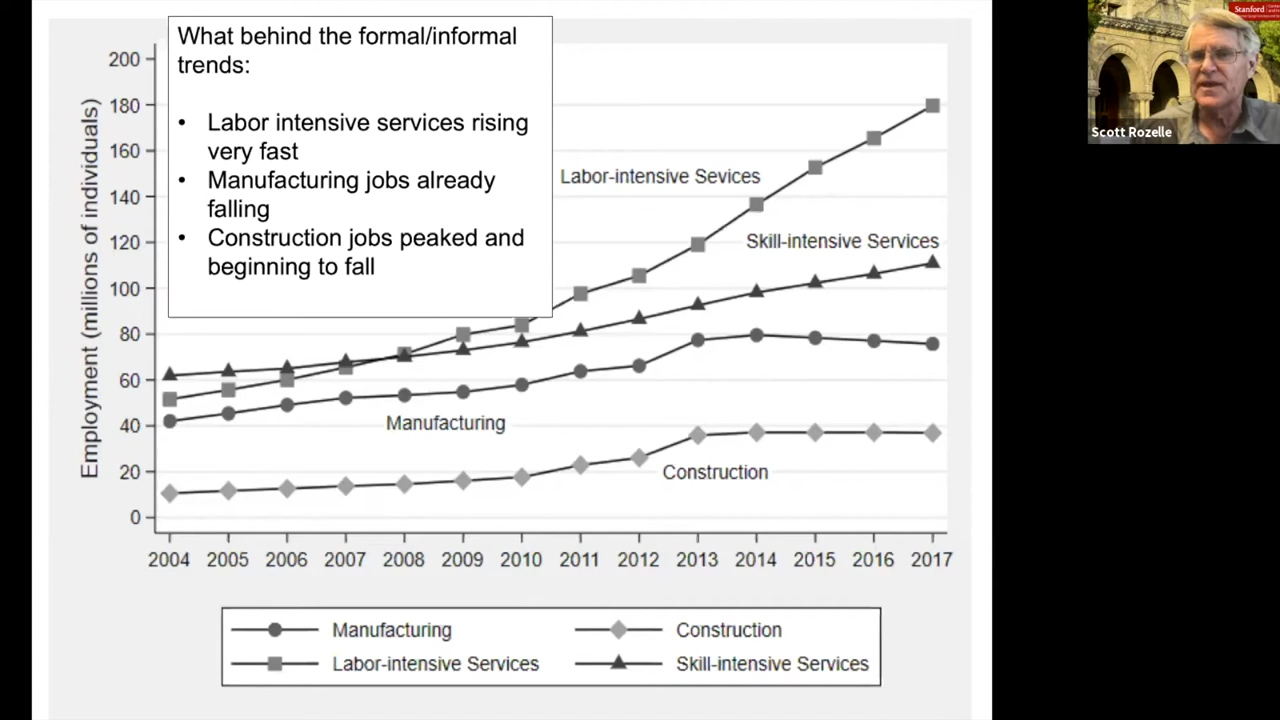 What behind the formal/informal
trends:
• Labor intensive services rising
very fast
• Manufacturing jobs already
falling
• Construction jobs peaked and
beginning to fall
Employment (millions of individuals)
200
180
160
140
120
100
80
60
40
20
0
Labor-intensive Sevices
Skill-intensive Services
Manufacturing
Construction
2004 2005 2006 2007 2008 2009 2010 2011 2012 2013 2014 2015 2016 2017
Manufacturing
Construction
Labor-intensive Services
Skill-intensive Services
Stanford
Scott Rozelle